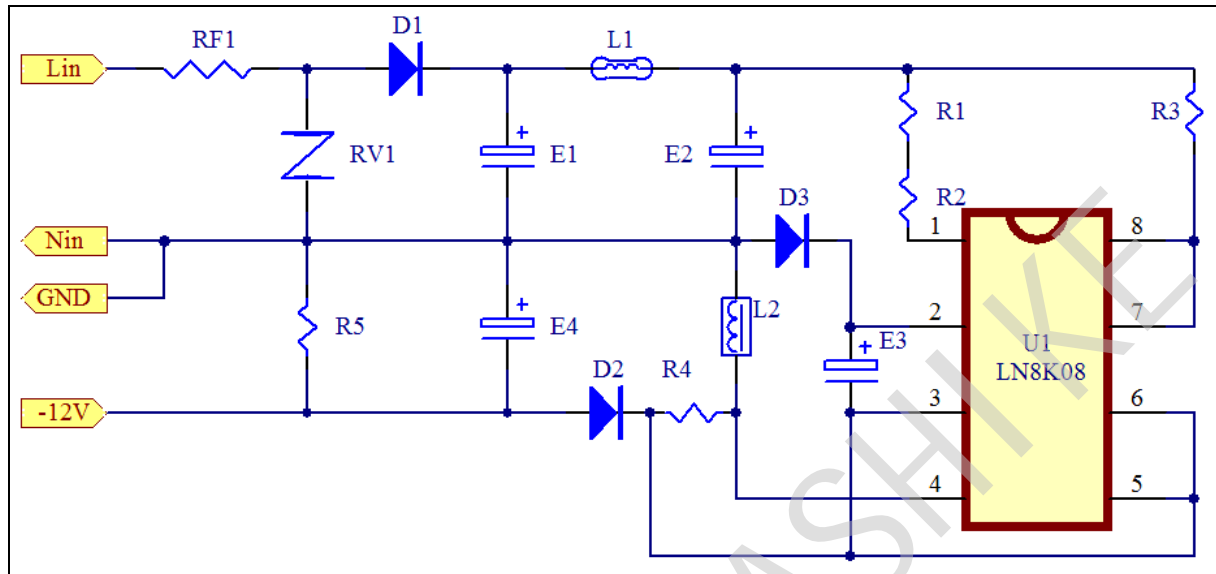 RF1
D1
L1
Lin
RV1
+
E1
+
E2
R1
R3
R2
D3
Nin
1
8
GND
R5
+
E4
L2
2
7
+
E3
U1
LN8K08
D2
R4
-12V
3
6
4
5
ASHIKE